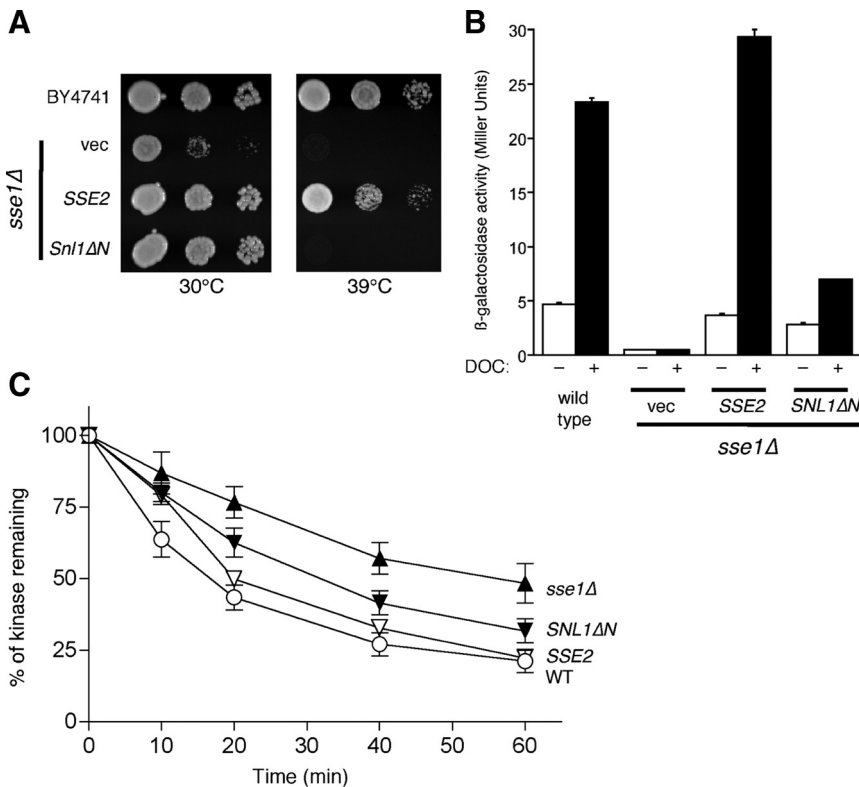 A
BY4741
vec
SSE2
Snl1ΔN
sse1Δ
30°C
39°C
B
ß-galactosidase activity (Miller Units)
30
25
20
15
10
5
0
DOC: − + − + − + − +
wild type
vec
SSE2
SNL1ΔN
sse1Δ
C
% of kinase remaining
100
75
50
25
0
sse1Δ
SNL1ΔN
SSE2
WT
0 10 20 30 40 50 60
Time (min)